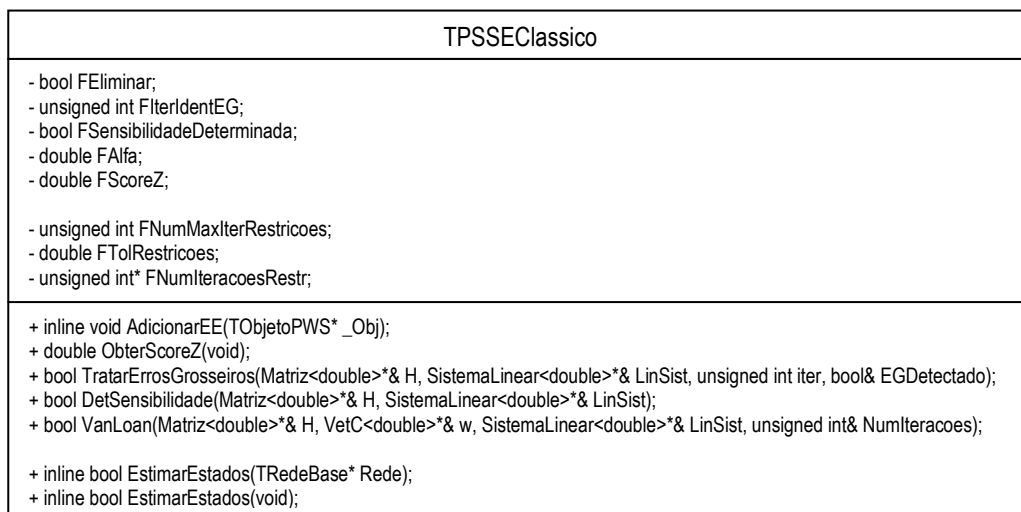 TPSSEClassico
- bool FEliminar;
- unsigned int FIterIdentEG;
- bool FSensibilidadeDeterminada;
- double FAlfa;
- double FScoreZ;
- unsigned int FNumMaxIterRestricoes;
- double FTolRestricoes;
- unsigned int* FNumIteracoesRestr;
+ inline void AdicionarEE(TObjetoPWS* _Obj);
+ double ObterScoreZ(void);
+ bool TratarErrosGrosseiros(Matriz<double>*& H, SistemaLinear<double>*& LinSist, unsigned int iter, bool& EGDetectado);
+ bool DetSensibilidade(Matriz<double>*& H, SistemaLinear<double>*& LinSist);
+ bool VanLoan(Matriz<double>*& H, VetC<double>*& w, SistemaLinear<double>*& LinSist, unsigned int& NumIteracoes);
+ inline bool EstimarEstados(TRedeBase* Rede);
+ inline bool EstimarEstados(void);